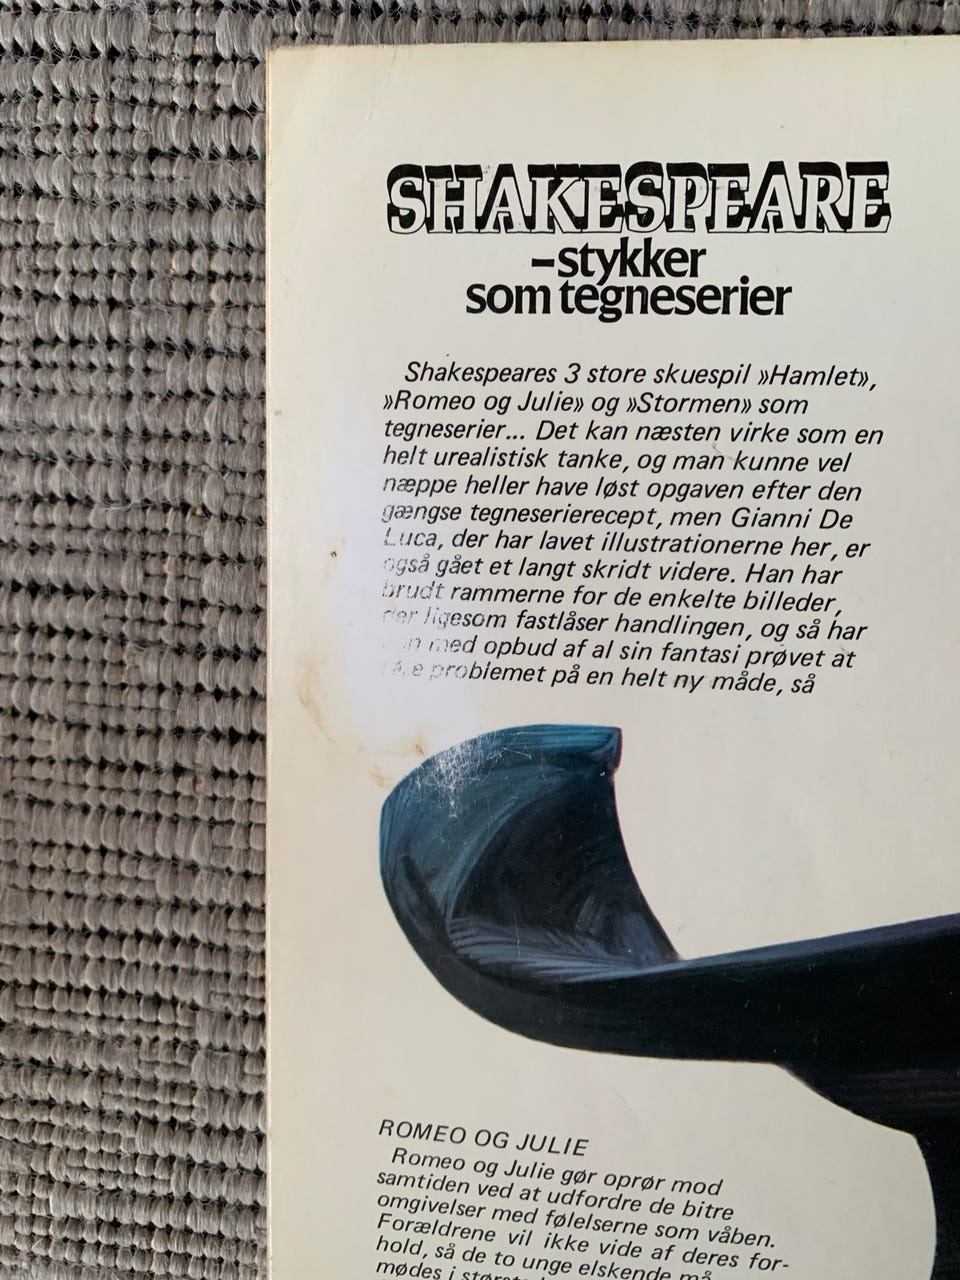 SHAKESPEARE
–stykker
som tegneserier
Shakespeares 3 store skuespil »Hamlet»,
»Romeo og Julie» og »Stormen» som
tegneserier... Det kan næsten virke som en
helt urealistisk tanke, og man kunne vel
næppe heller have løst opgaven efter den
gængse tegneserierecept, men Gianni De
Luca, der har lavet illustrationerne her, er
også gået et langt skridt videre. Han har
brudt rammerne for de enkelte billeder,
der ligesom fastlåser handlingen, og så har
med opbud af al sin fantasi prøvet at
problemet på en helt ny måde, så
ROMEO OG JULIE
Romeo og Julie gør oprør mod
samtiden ved at udfordre de bitre
omgivelser med følelserne som våben.
Forældrene vil ikke vide af deres for-
hold, så de to unge elskende må
mødes i